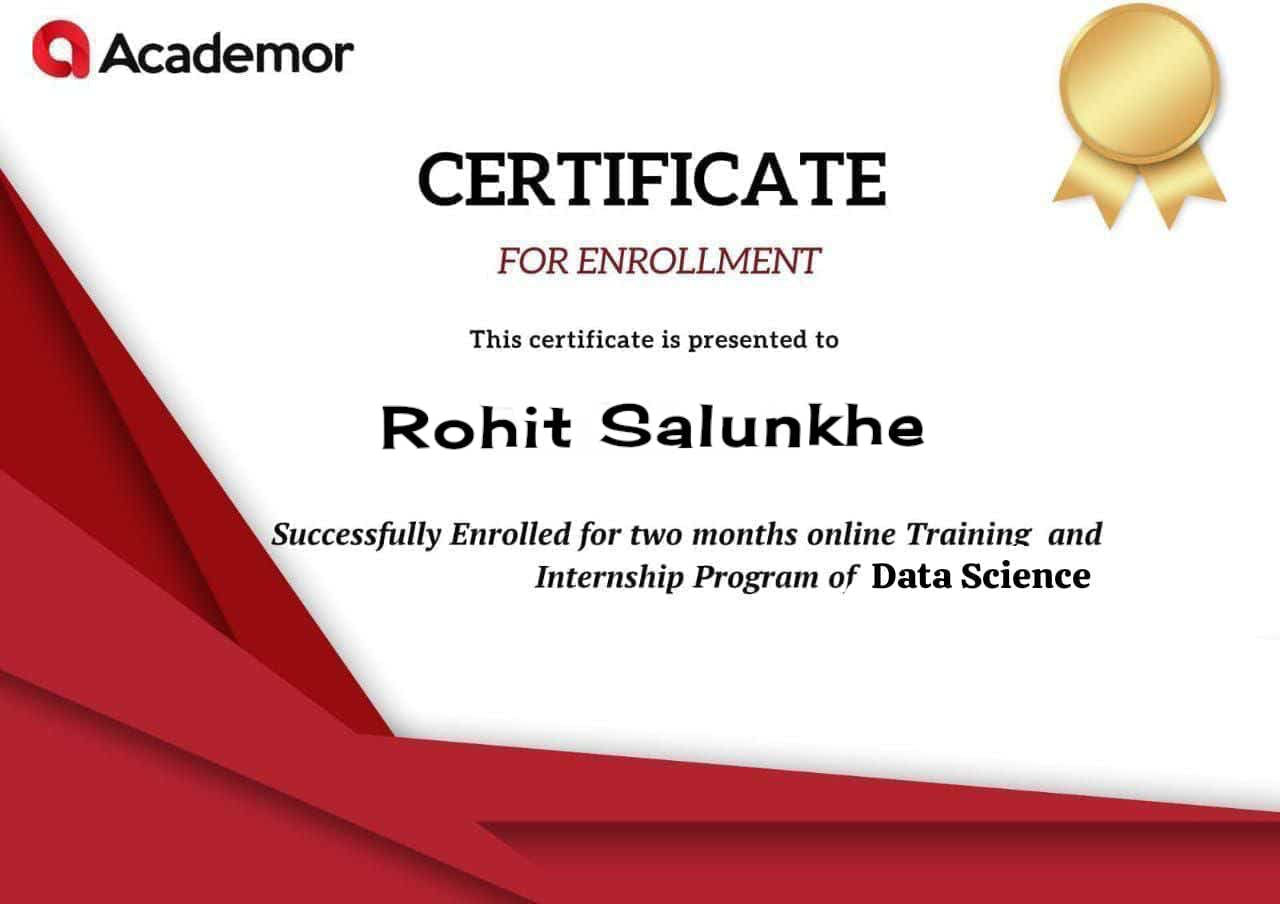 Academor
CERTIFICATE
FOR ENROLLMENT
This certificate is presented to
Rohit Salunkhe
Successfully Enrolled for two months online Training and
Internship Program of Data Science